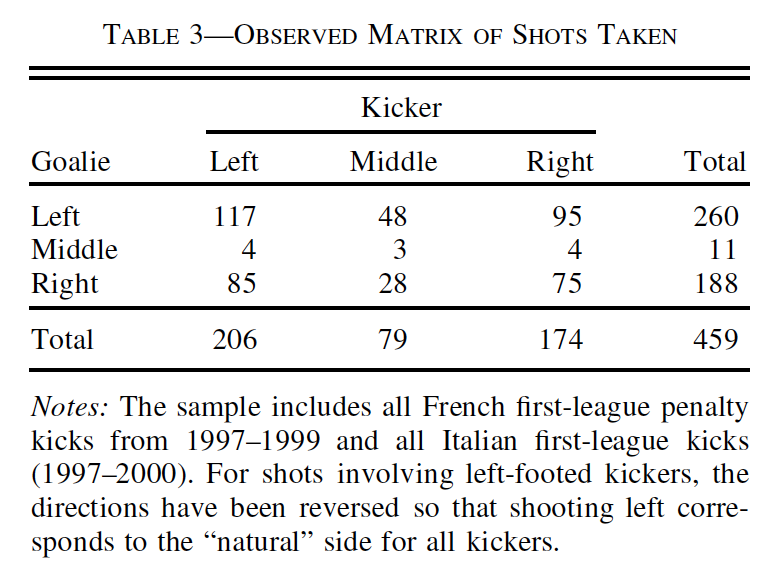 TABLE 3—OBSERVED MATRIX OF SHOTS TAKEN
Kicker
Goalie Left Middle Right Total
Left 117 48 95 260
Middle 4 3 4 11
Right 85 28 75 188
Total 206 79 174 459
Notes: The sample includes all French first-league penalty
kicks from 1997–1999 and all Italian first-league kicks
(1997–2000). For shots involving left-footed kickers, the
directions have been reversed so that shooting left corre-
sponds to the “natural” side for all kickers.